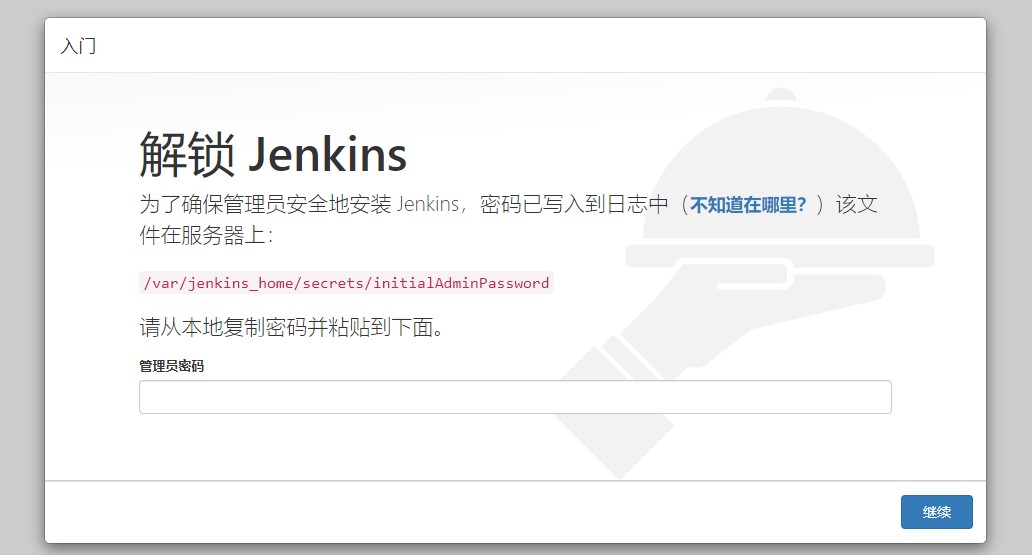 入门
解锁 Jenkins
为了确保管理员安全地安装 Jenkins，密码已写入到日志中（不知道在哪里？）该文
件在服务器上：
/var/jenkins_home/secrets/initialAdminPassword
请从本地复制密码并粘贴到下面。
管理员密码
继续